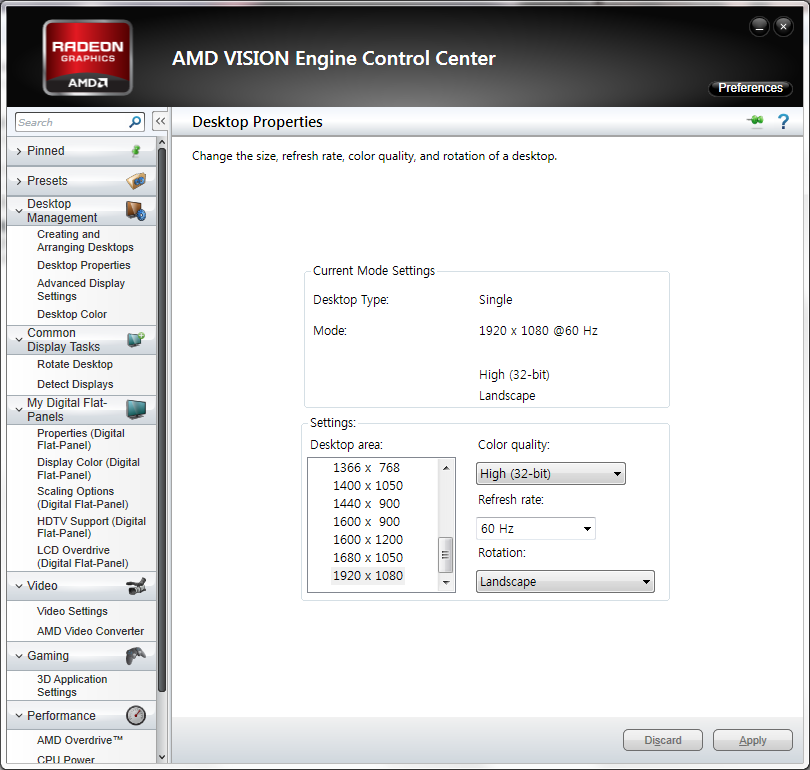 RADEON
GRAPHICS
AMD
AMD VISION Engine Control Center
Preferences
Search
Desktop Properties
Change the size, refresh rate, color quality, and rotation of a desktop.
Pinned
Presets
Desktop
Management
Creating and
Arranging Desktops
Desktop Properties
Advanced Display
Settings
Desktop Color
Common
Display Tasks
Rotate Desktop
Detect Displays
My Digital Flat-
Panels
Properties (Digital
Flat-Panel)
Display Color (Digital
Flat-Panel)
Scaling Options
(Digital Flat-Panel)
HDTV Support (Digital
Flat-Panel)
LCD Overdrive
(Digital Flat-Panel)
Video
Video Settings
AMD Video Converter
Gaming
3D Application
Settings
Performance
AMD Overdrive™
CPU Power
Current Mode Settings
Desktop Type: Single
Mode: 1920 x 1080 @60 Hz
High (32-bit)
Landscape
Settings:
Desktop area:
1366 x 768
1400 x 1050
1440 x 900
1600 x 900
1600 x 1200
1680 x 1050
1920 x 1080
Color quality:
High (32-bit)
Refresh rate:
60 Hz
Rotation:
Landscape
Discard
Apply